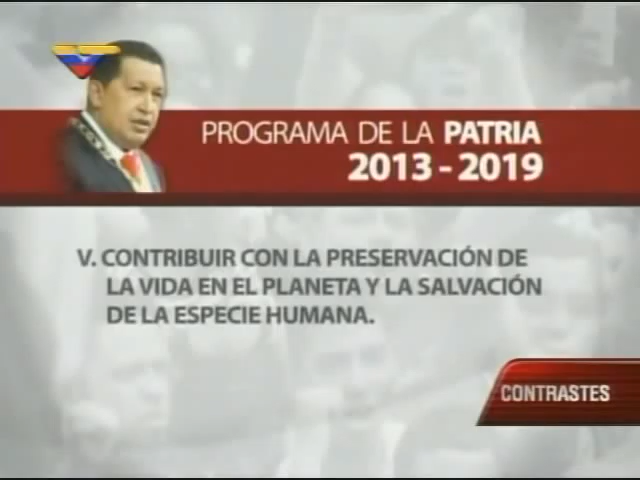 PROGRAMA DE LA PATRIA
2013 - 2019
V. CONTRIBUIR CON LA PRESERVACIÓN DE
LA VIDA EN EL PLANETA Y LA SALVACIÓN
DE LA ESPECIE HUMANA.
CONTRASTES